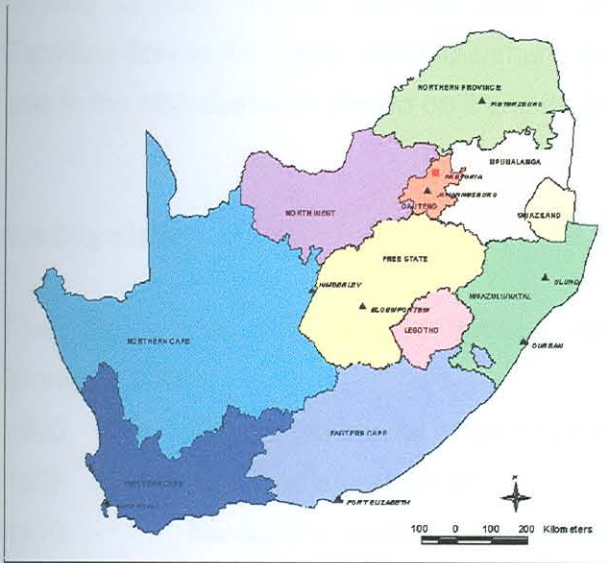 NORTHERN PROVINCE
PIETERSBURG
MPUMALANGA
PRETORIA
JOHANNESBURG
GAUTENG
NORTH WEST
SWAZILAND
FREE STATE
ULUNDI
KIMBERLEY
KWAZULU/NATAL
BLOEMFONTEIN
LESOTHO
DURBAN
NORTHERN CAPE
EASTERN CAPE
WESTERN CAPE
PORT ELIZABETH
N
100 0 100 200 Kilometers